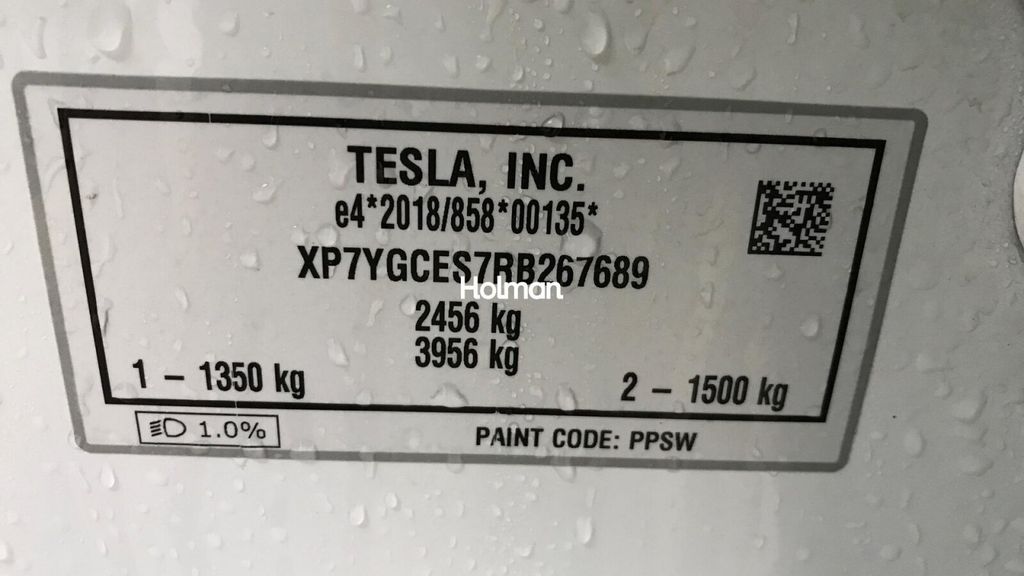 TESLA, INC.
e4*2018/858*00135*
XP7YGCES7RB267689
Holman
2456 kg
3956 kg
1 – 1350 kg
2 – 1500 kg
1.0%
PAINT CODE: PPSW